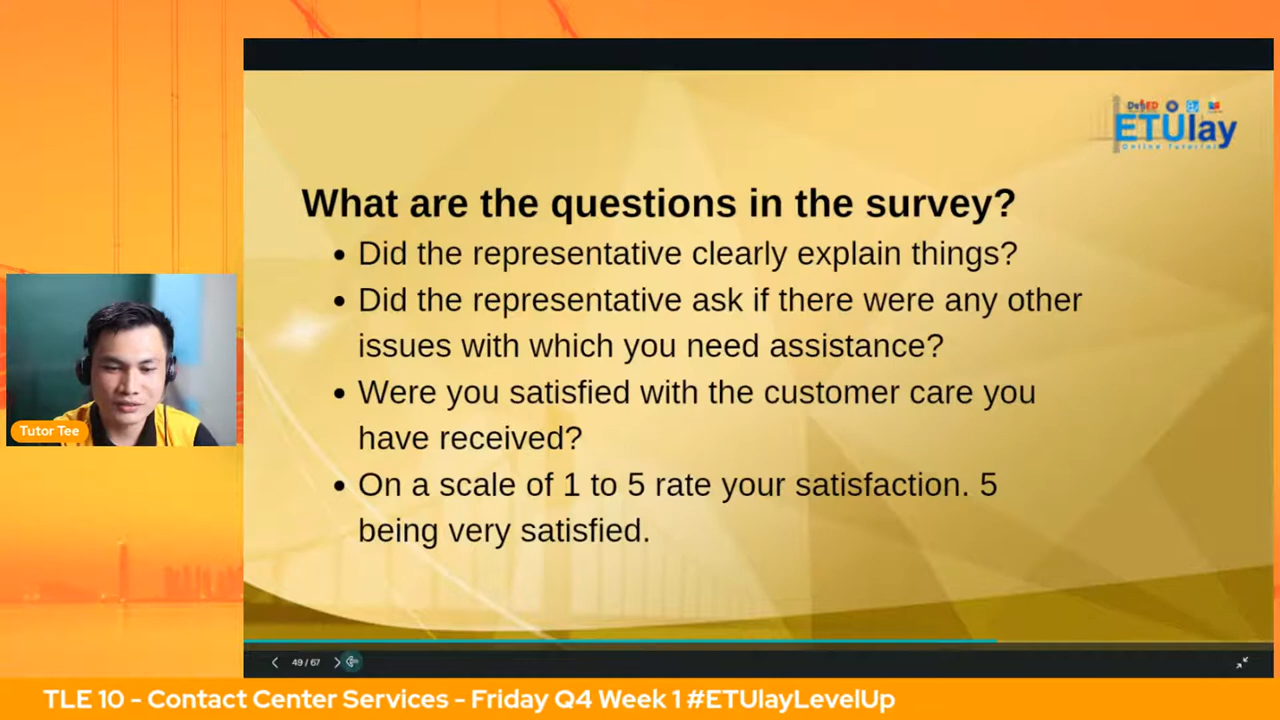 DepED
ETUlay
Online Tutorial
What are the questions in the survey?
• Did the representative clearly explain things?
• Did the representative ask if there were any other
issues with which you need assistance?
• Were you satisfied with the customer care you
have received?
• On a scale of 1 to 5 rate your satisfaction. 5
being very satisfied.
Tutor Tee
49 / 67
TLE 10 - Contact Center Services - Friday Q4 Week 1 #ETUlayLevelUp